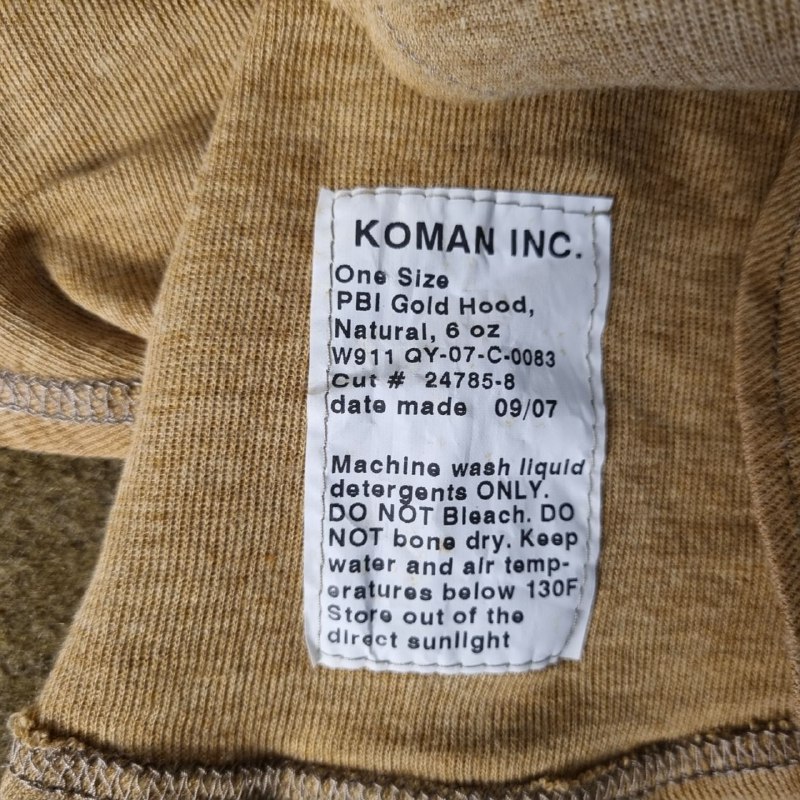 KOMAN INC.
One Size
PBI Gold Hood,
Natural, 6 oz
W911 QY-07-C-0083
Cut # 24785-8
date made 09/07
Machine wash liquid
detergents ONLY.
DO NOT Bleach. DO
NOT bone dry. Keep
water and air temp-
eratures below 130F
Store out of the
direct sunlight